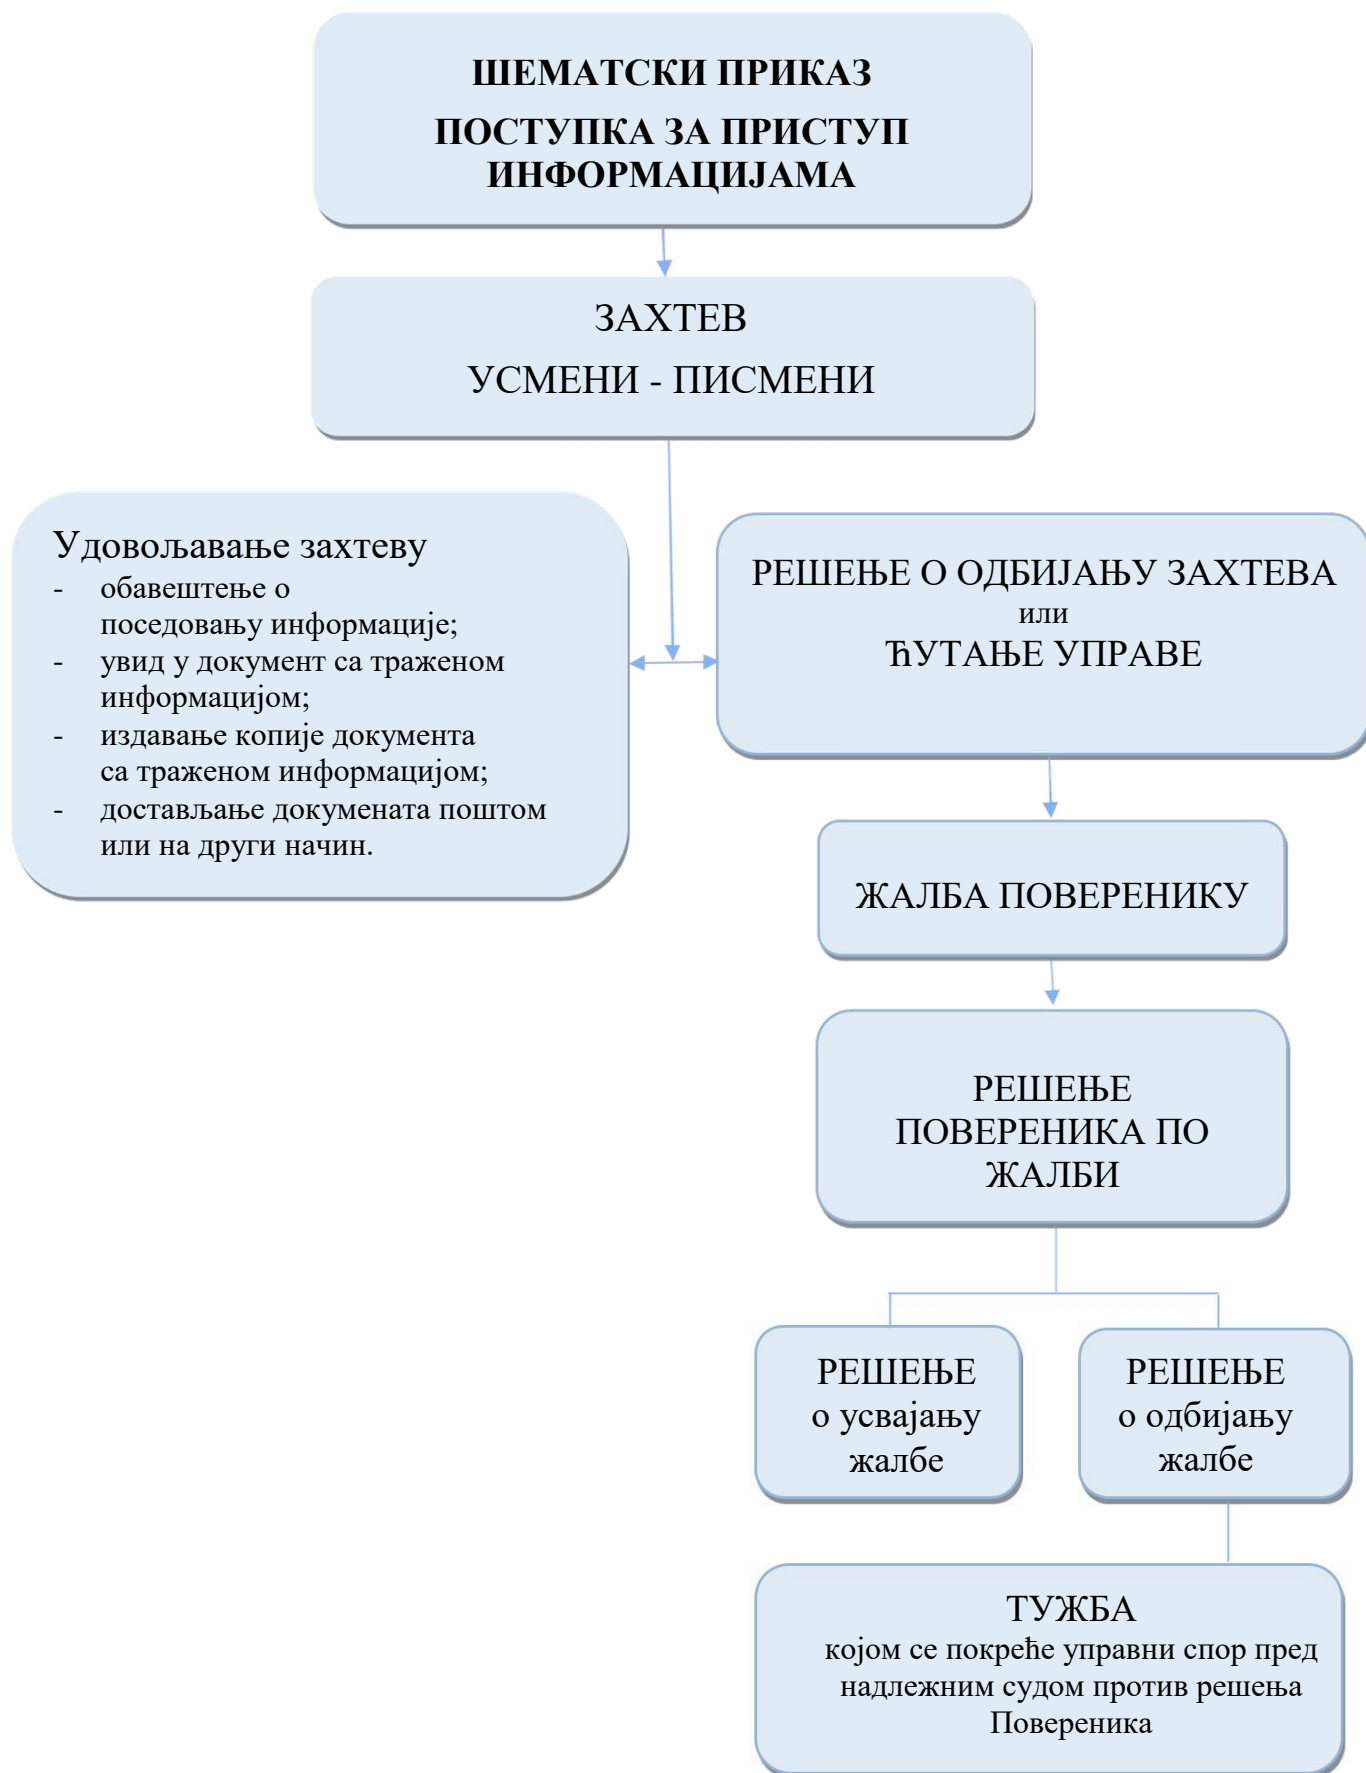 ШЕМАТСКИ ПРИКАЗ
ПОСТУПКА ЗА ПРИСТУП
ИНФОРМАЦИЈАМА
ЗАХТЕВ
УСМЕНИ - ПИСМЕНИ
Удовољавање захтеву
- обавештење о
поседовању информације;
- увид у документ са траженом
информацијом;
- издавање копије документа
са траженом информацијом;
- достављање докумената поштом
или на други начин.
РЕШЕЊЕ О ОДБИЈАЊУ ЗАХТЕВА
или
ЋУТАЊЕ УПРАВЕ
ЖАЛБА ПОВЕРЕНИКУ
РЕШЕЊЕ
ПОВЕРЕНИКА ПО
ЖАЛБИ
РЕШЕЊЕ
о усвајању
жалбе
РЕШЕЊЕ
о одбијању
жалбе
ТУЖБА
којом се покреће управни спор пред
надлежним судом против решења
Повереника